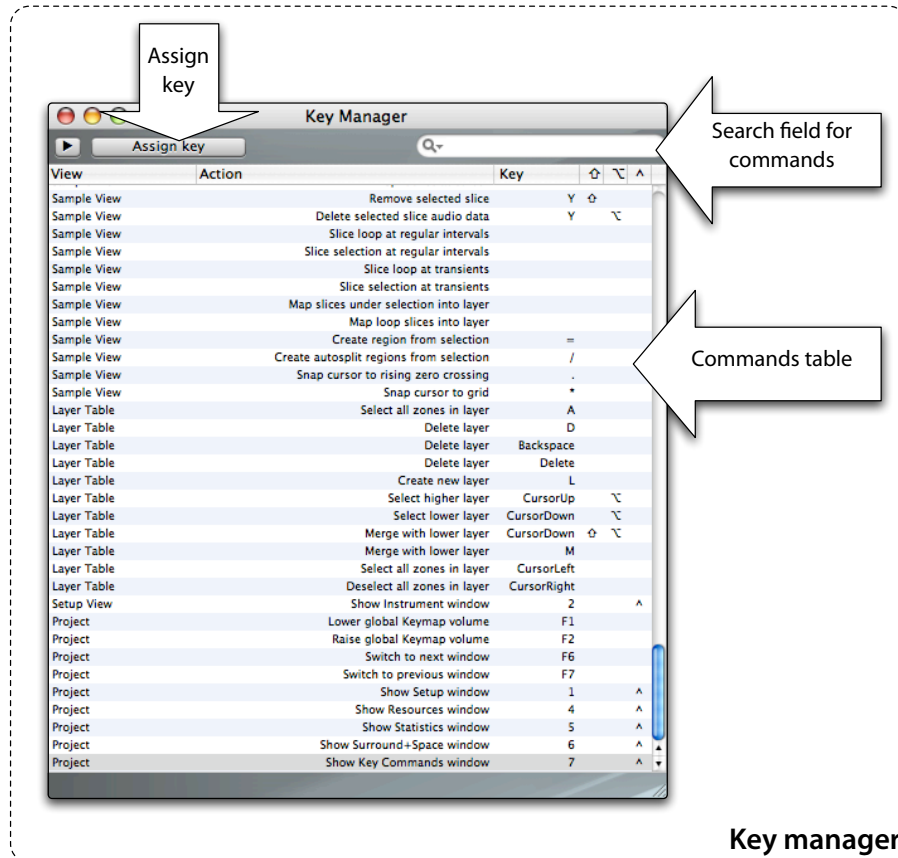 Assign
key
Key Manager
Search field for
commands
Assign key
View Action Key ⇧ ⌥ ^
Sample View Remove selected slice Y ⇧
Sample View Delete selected slice audio data Y ⌥
Sample View Slice loop at regular intervals
Sample View Slice selection at regular intervals
Sample View Slice loop at transients
Sample View Slice selection at transients
Sample View Map slices under selection into layer
Sample View Map loop slices into layer
Sample View Create region from selection =
Sample View Create autosplit regions from selection /
Commands table
Sample View Snap cursor to rising zero crossing .
Sample View Snap cursor to grid *
Layer Table Select all zones in layer A
Layer Table Delete layer D
Layer Table Delete layer Backspace
Layer Table Delete layer Delete
Layer Table Create new layer L
Layer Table Select higher layer CursorUp ⌥
Layer Table Select lower layer CursorDown ⌥
Layer Table Merge with lower layer CursorDown ⇧ ⌥
Layer Table Merge with lower layer M
Layer Table Select all zones in layer CursorLeft
Layer Table Deselect all zones in layer CursorRight
Setup View Show Instrument window 2 ^
Project Lower global Keymap volume F1
Project Raise global Keymap volume F2
Project Switch to next window F6
Project Switch to previous window F7
Project Show Setup window 1 ^
Project Show Resources window 4 ^
Project Show Statistics window 5 ^
Project Show Surround+Space window 6 ^
Project Show Key Commands window 7 ^
Key manager